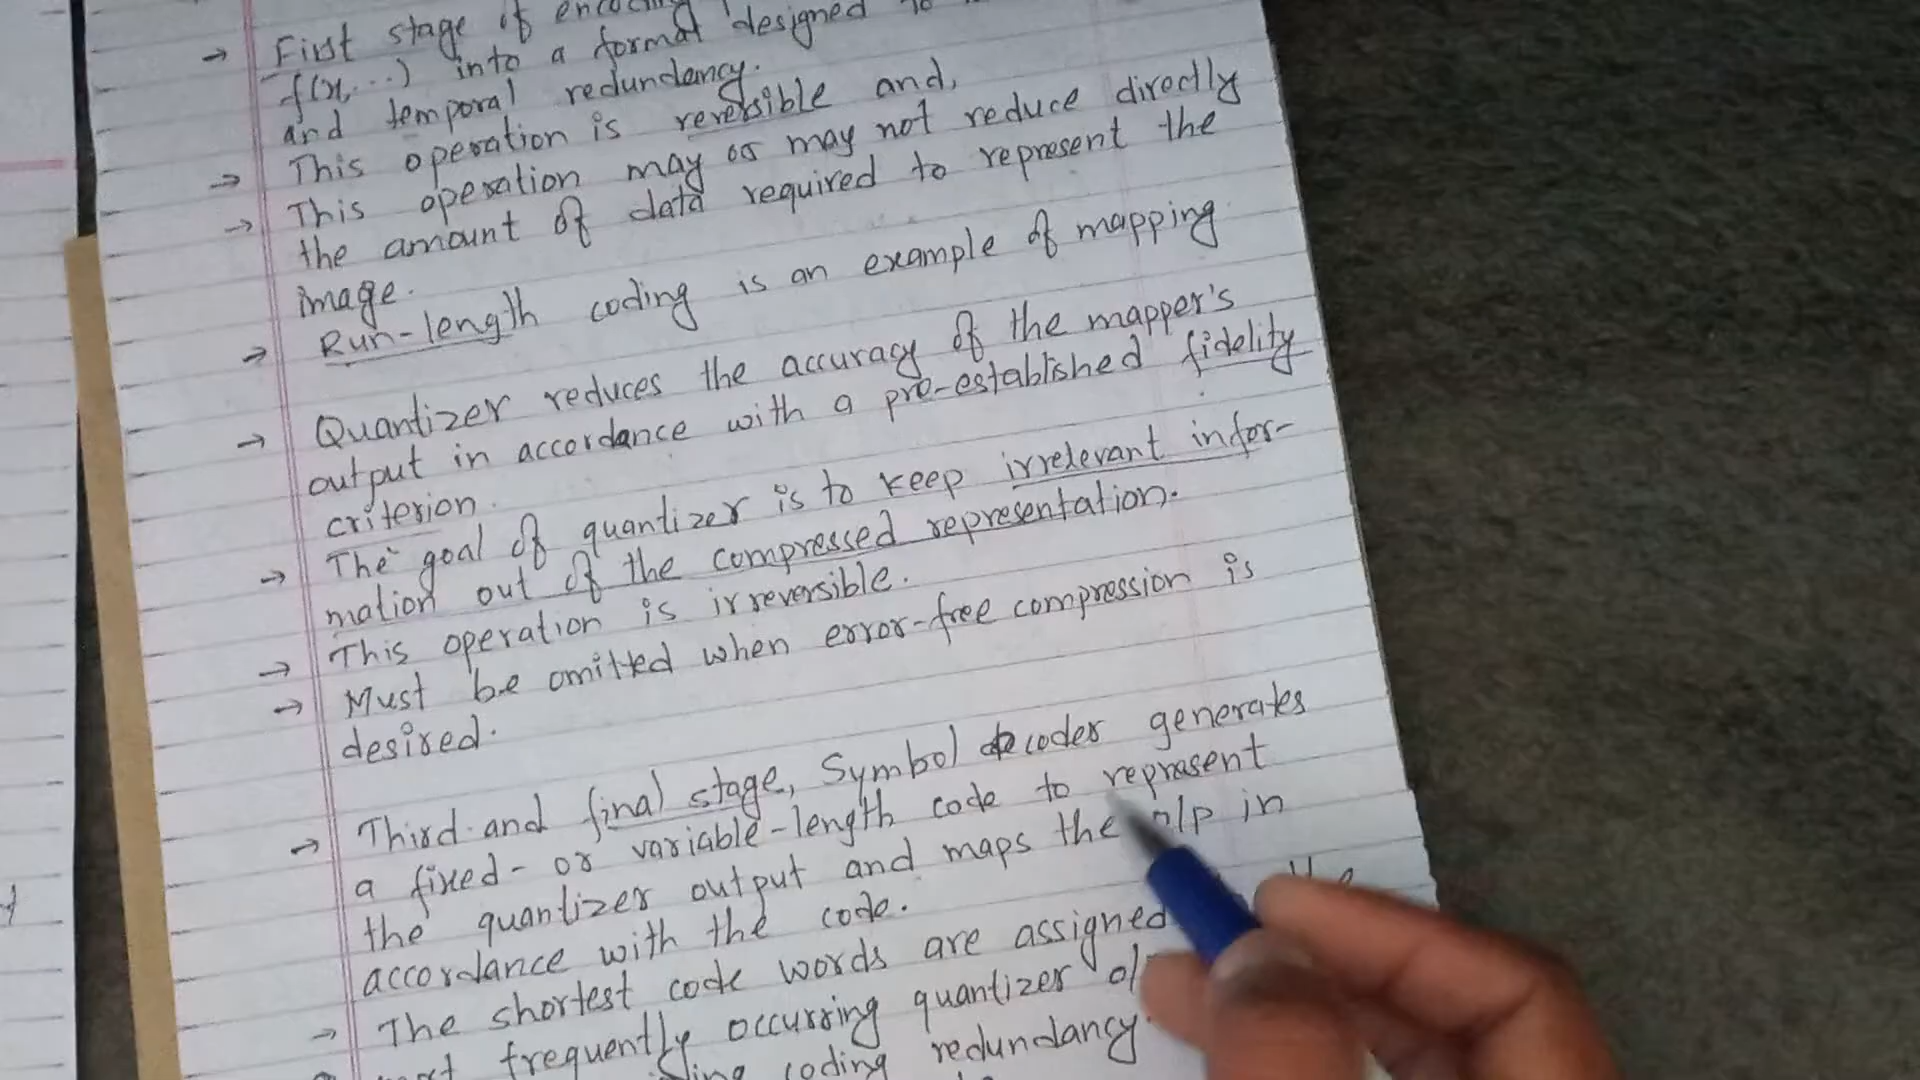 → First stage of
f(x,...) into a format designed to
and temporal redundancy.
→ This operation is reversible and,
→ This operation may or may not reduce directly
the amount of data required to represent the
image.
→ Run-length coding is an example of mapping
→ Quantizer reduces the accuracy of the mapper's
output in accordance with a pre-established fidelity
criterion.
→ The goal of quantizer is to keep irrelevant infor-
mation out of the compressed representation.
→ This operation is irreversible.
→ Must be omitted when error-free compression is
desired.
→ Third and final stage, Symbol coder generates
a fixed- or variable-length code to represent
the quantizer output and maps the o/p in
accordance with the code.
→ The shortest code words are assigned
frequently occurring quantizer
coding redundancy